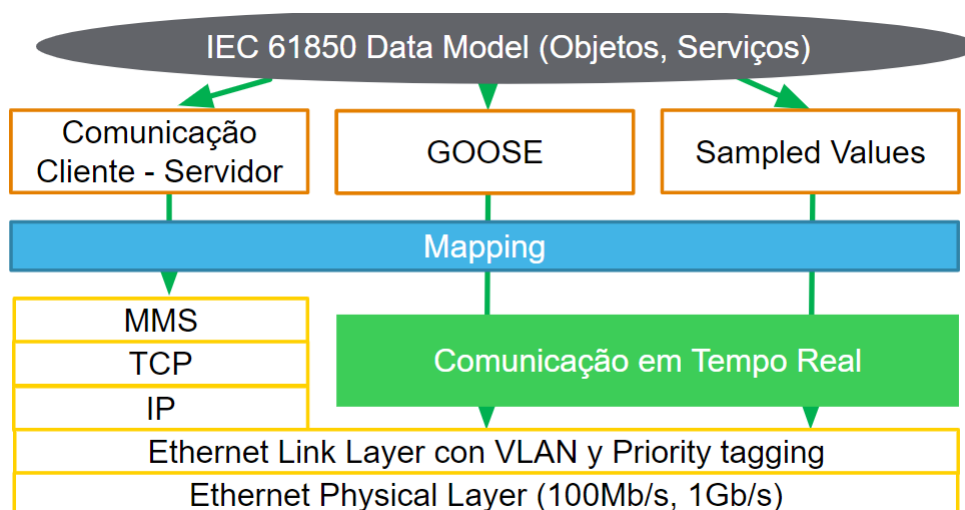 IEC 61850 Data Model (Objetos, Serviços)
Comunicação
Cliente - Servidor
GOOSE
Sampled Values
Mapping
MMS
TCP
IP
Comunicação em Tempo Real
Ethernet Link Layer con VLAN y Priority tagging
Ethernet Physical Layer (100Mb/s, 1Gb/s)